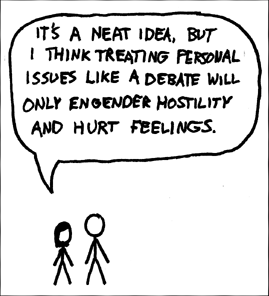 IT'S A NEAT IDEA, BUT
I THINK TREATING PERSONAL
ISSUES LIKE A DEBATE WILL
ONLY ENGENDER HOSTILITY
AND HURT FEELINGS.